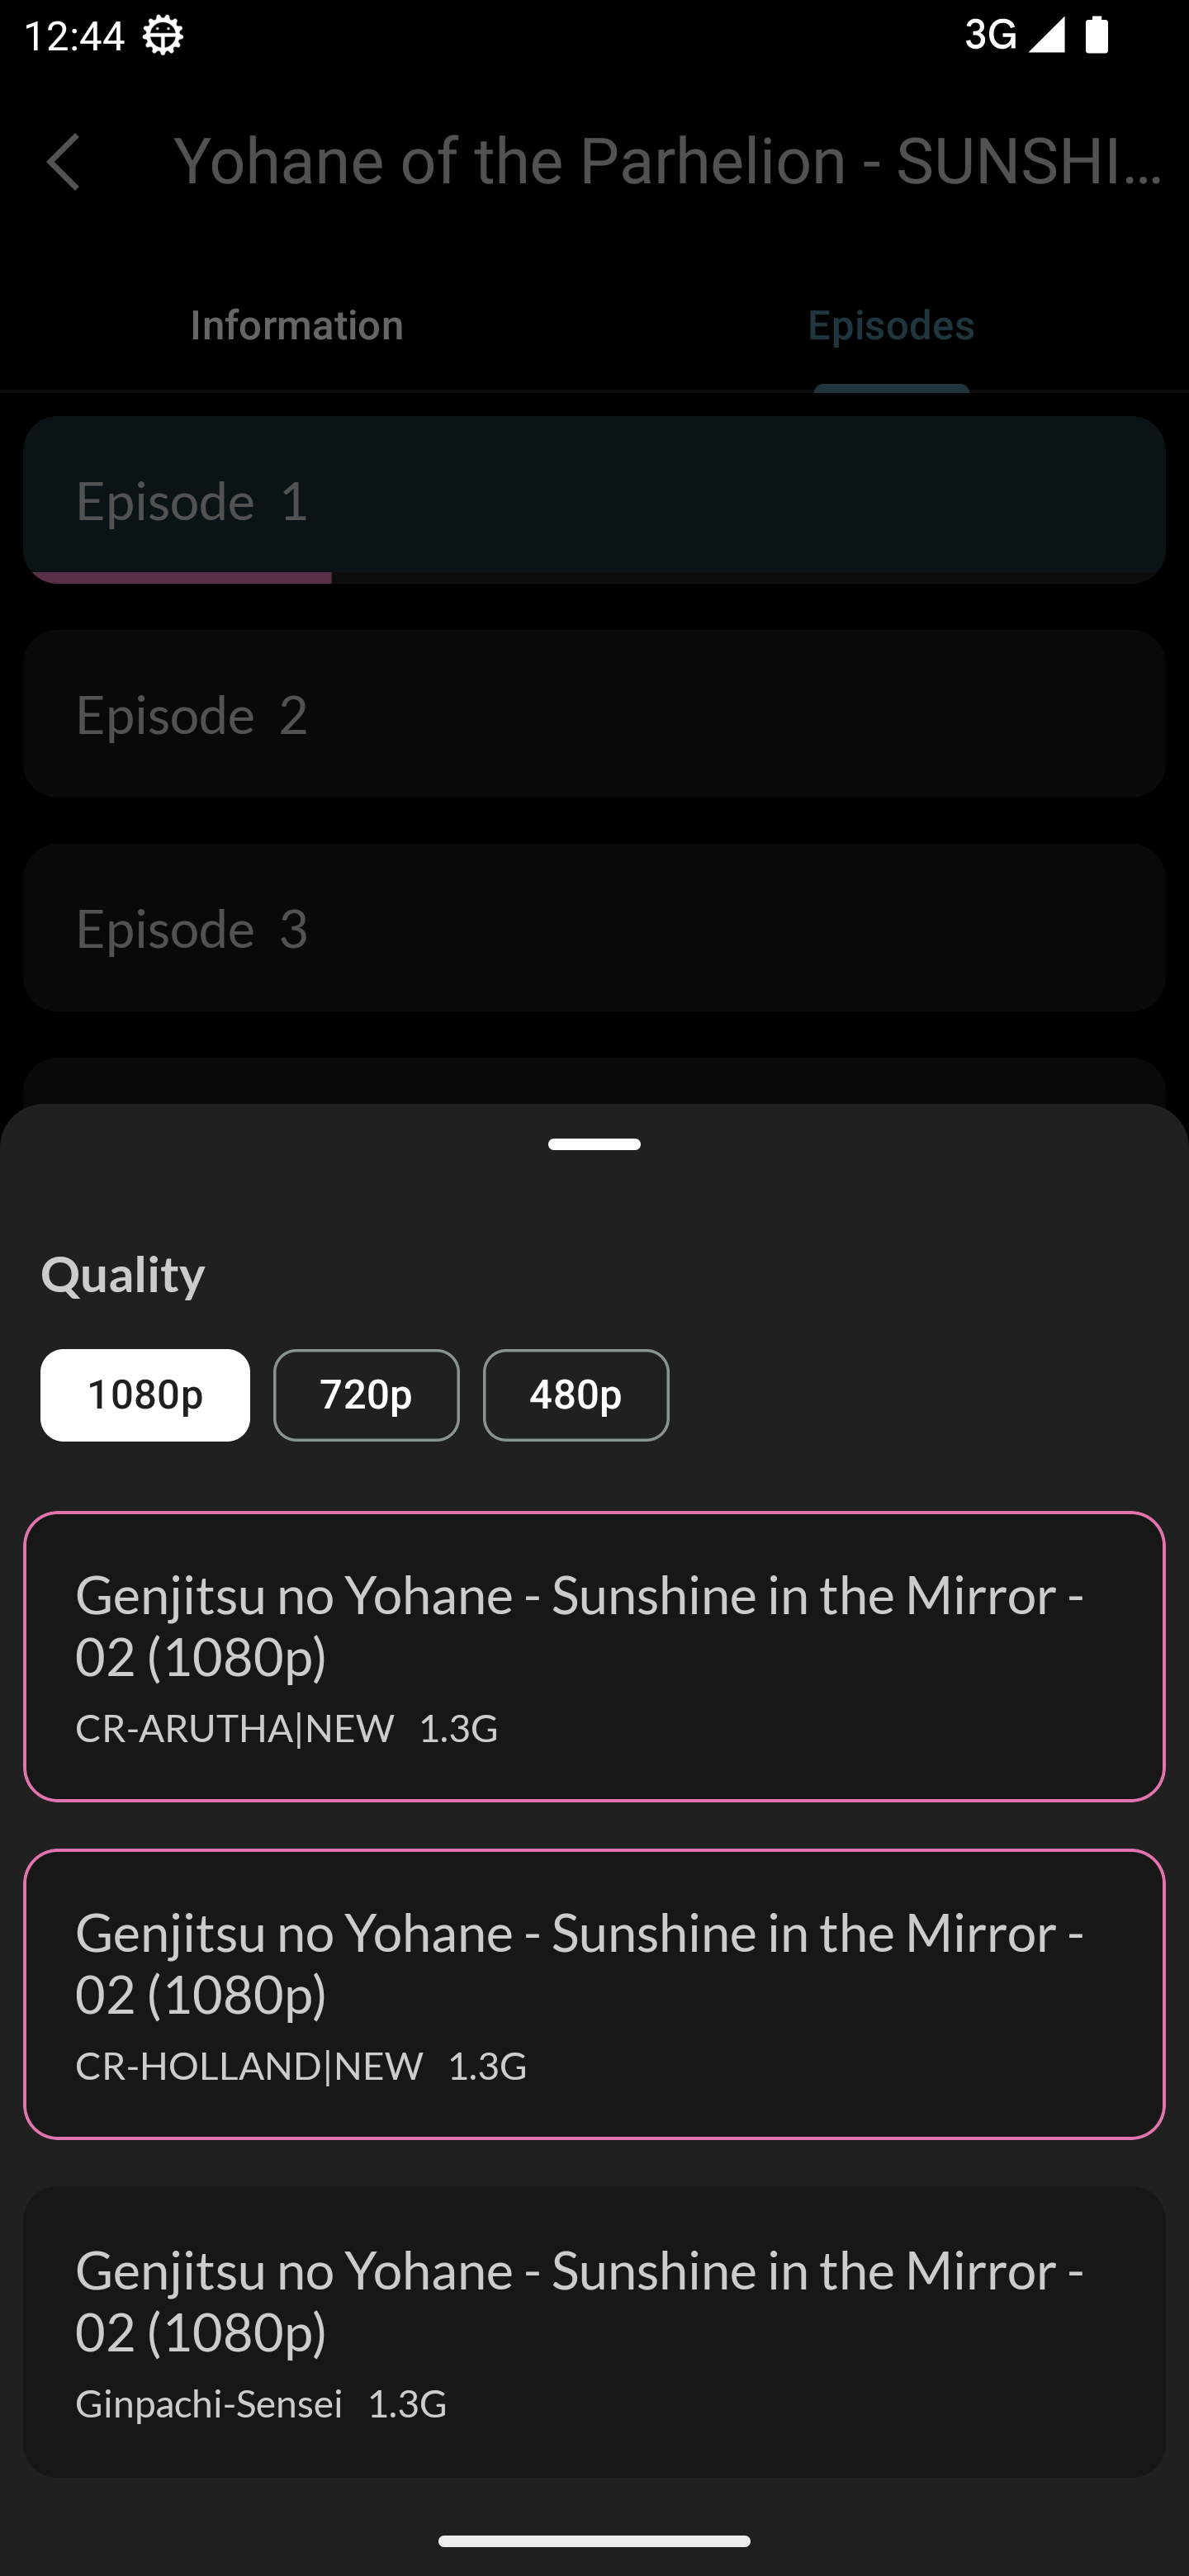 12:44
3G
Yohane of the Parhelion - SUNSHI...
Information
Episodes
Episode 1
Episode 2
Episode 3
Quality
1080p
720p
480p
Genjitsu no Yohane - Sunshine in the Mirror -
02 (1080p)
CR-ARUTHA|NEW 1.3G
Genjitsu no Yohane - Sunshine in the Mirror -
02 (1080p)
CR-HOLLAND|NEW 1.3G
Genjitsu no Yohane - Sunshine in the Mirror -
02 (1080p)
Ginpachi-Sensei 1.3G